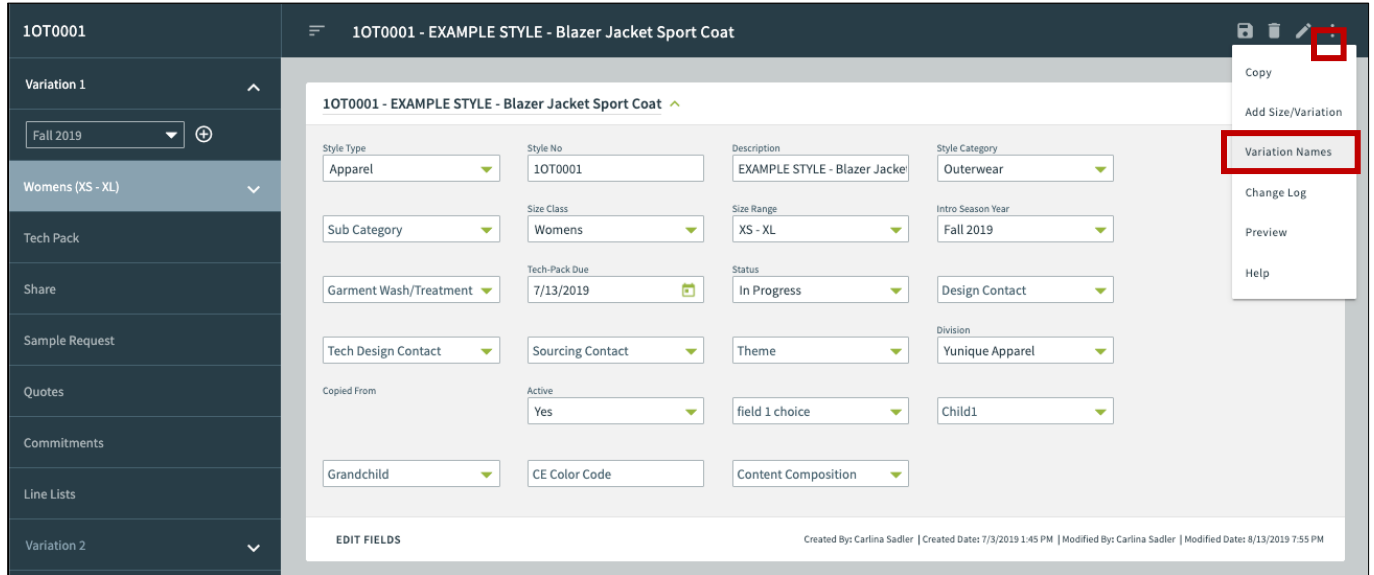 1OT0001
1OT0001 - EXAMPLE STYLE - Blazer Jacket Sport Coat
Variation 1
Fall 2019
Womens (XS - XL)
Tech Pack
Share
Sample Request
Quotes
Commitments
Line Lists
Variation 2
Copy
Add Size/Variation
Variation Names
Change Log
Preview
Help
1OT0001 - EXAMPLE STYLE - Blazer Jacket Sport Coat
Style Type
Apparel
Style No
1OT0001
Description
EXAMPLE STYLE - Blazer Jacket
Style Category
Outerwear
Sub Category
Size Class
Womens
Size Range
XS - XL
Intro Season Year
Fall 2019
Garment Wash/Treatment
Tech-Pack Due
7/13/2019
Status
In Progress
Design Contact
Tech Design Contact
Sourcing Contact
Theme
Division
Yunique Apparel
Copied From
Active
Yes
field 1 choice
Child1
Grandchild
CE Color Code
Content Composition
EDIT FIELDS
Created By: Carlina Sadler | Created Date: 7/3/2019 1:45 PM | Modified By: Carlina Sadler | Modified Date: 8/13/2019 7:55 PM